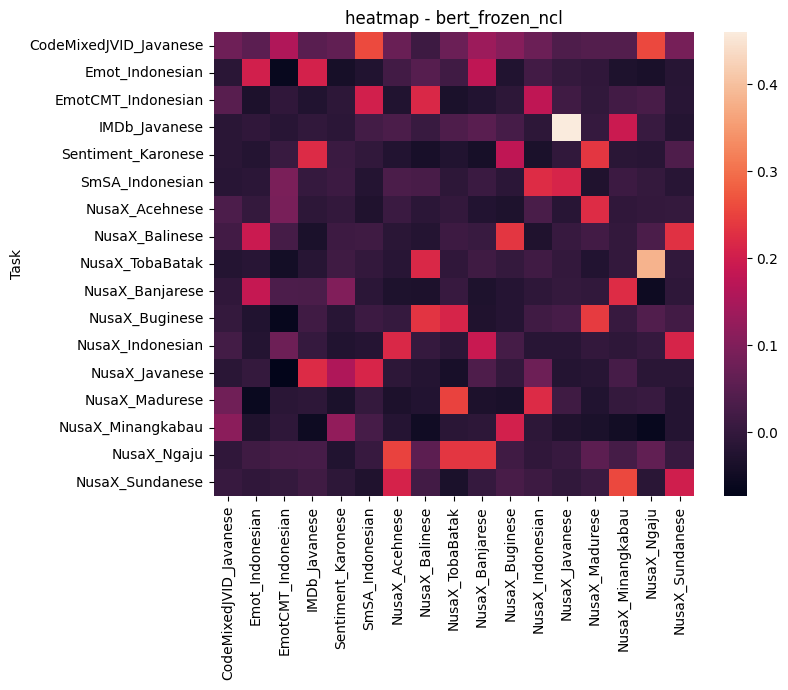 heatmap - bert_frozen_ncl
Task
CodeMixedJVID_Javanese
Emot_Indonesian
EmotCMT_Indonesian
IMDb_Javanese
Sentiment_Karonese
SmSA_Indonesian
NusaX_Acehnese
NusaX_Balinese
NusaX_TobaBatak
NusaX_Banjarese
NusaX_Buginese
NusaX_Indonesian
NusaX_Javanese
NusaX_Madurese
NusaX_Minangkabau
NusaX_Ngaju
NusaX_Sundanese
CodeMixedJVID_Javanese
Emot_Indonesian
EmotCMT_Indonesian
IMDb_Javanese
Sentiment_Karonese
SmSA_Indonesian
NusaX_Acehnese
NusaX_Balinese
NusaX_TobaBatak
NusaX_Banjarese
NusaX_Buginese
NusaX_Indonesian
NusaX_Javanese
NusaX_Madurese
NusaX_Minangkabau
NusaX_Ngaju
NusaX_Sundanese
0.4
0.3
0.2
0.1
0.0